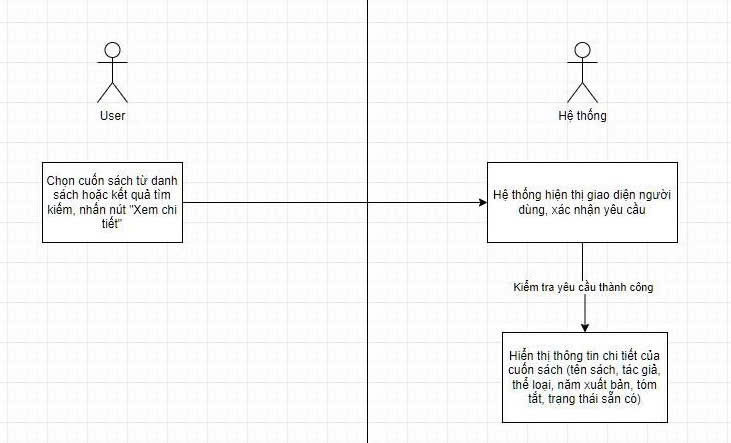 User
Hệ thống
Chọn cuốn sách từ danh
sách hoặc kết quả tìm
kiếm, nhấn nút "Xem chi
tiết"
Hệ thống hiện thị giao diện người
dùng, xác nhận yêu cầu
Kiểm tra yêu cầu thành công
Hiển thị thông tin chi tiết của
cuốn sách (tên sách, tác giả,
thể loại, năm xuất bản, tóm
tắt, trạng thái sẵn có)